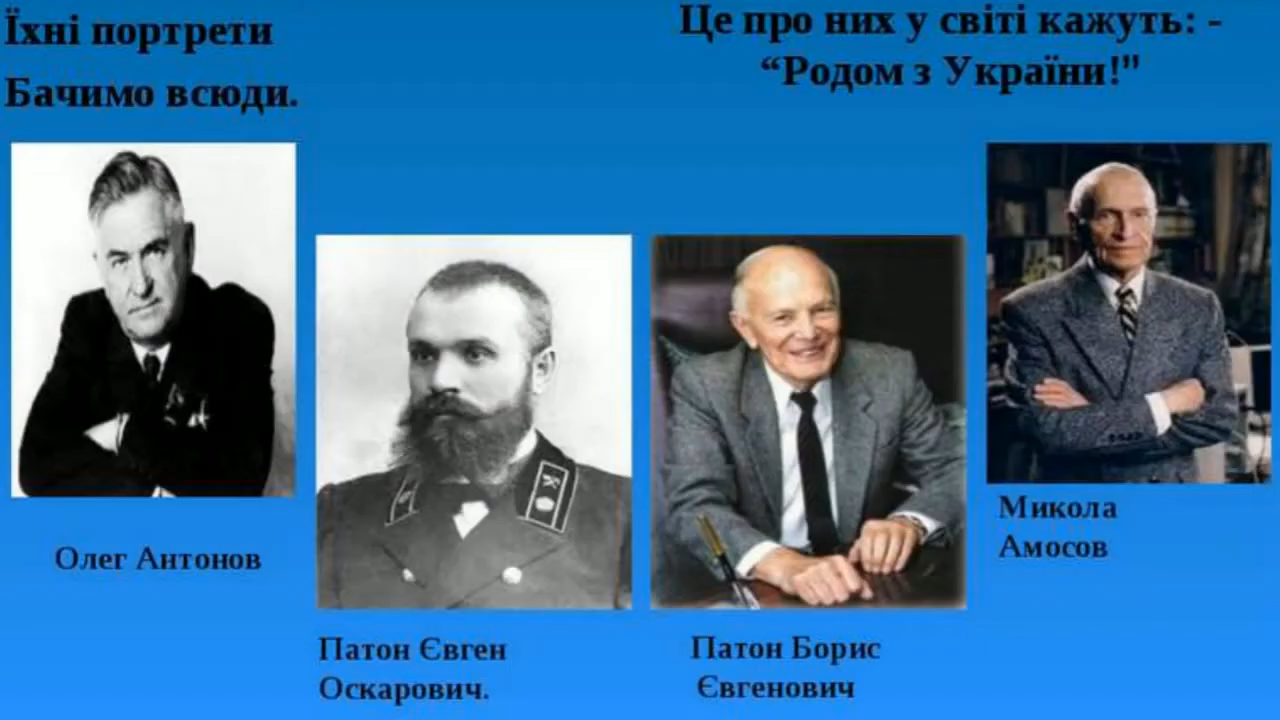 Їхні портрети
Бачимо всюди.
Це про них у світі кажуть: -
“Родом з України!"
Олег Антонов
Патон Євген
Оскарович.
Патон Борис
Євгенович
Микола
Амосов